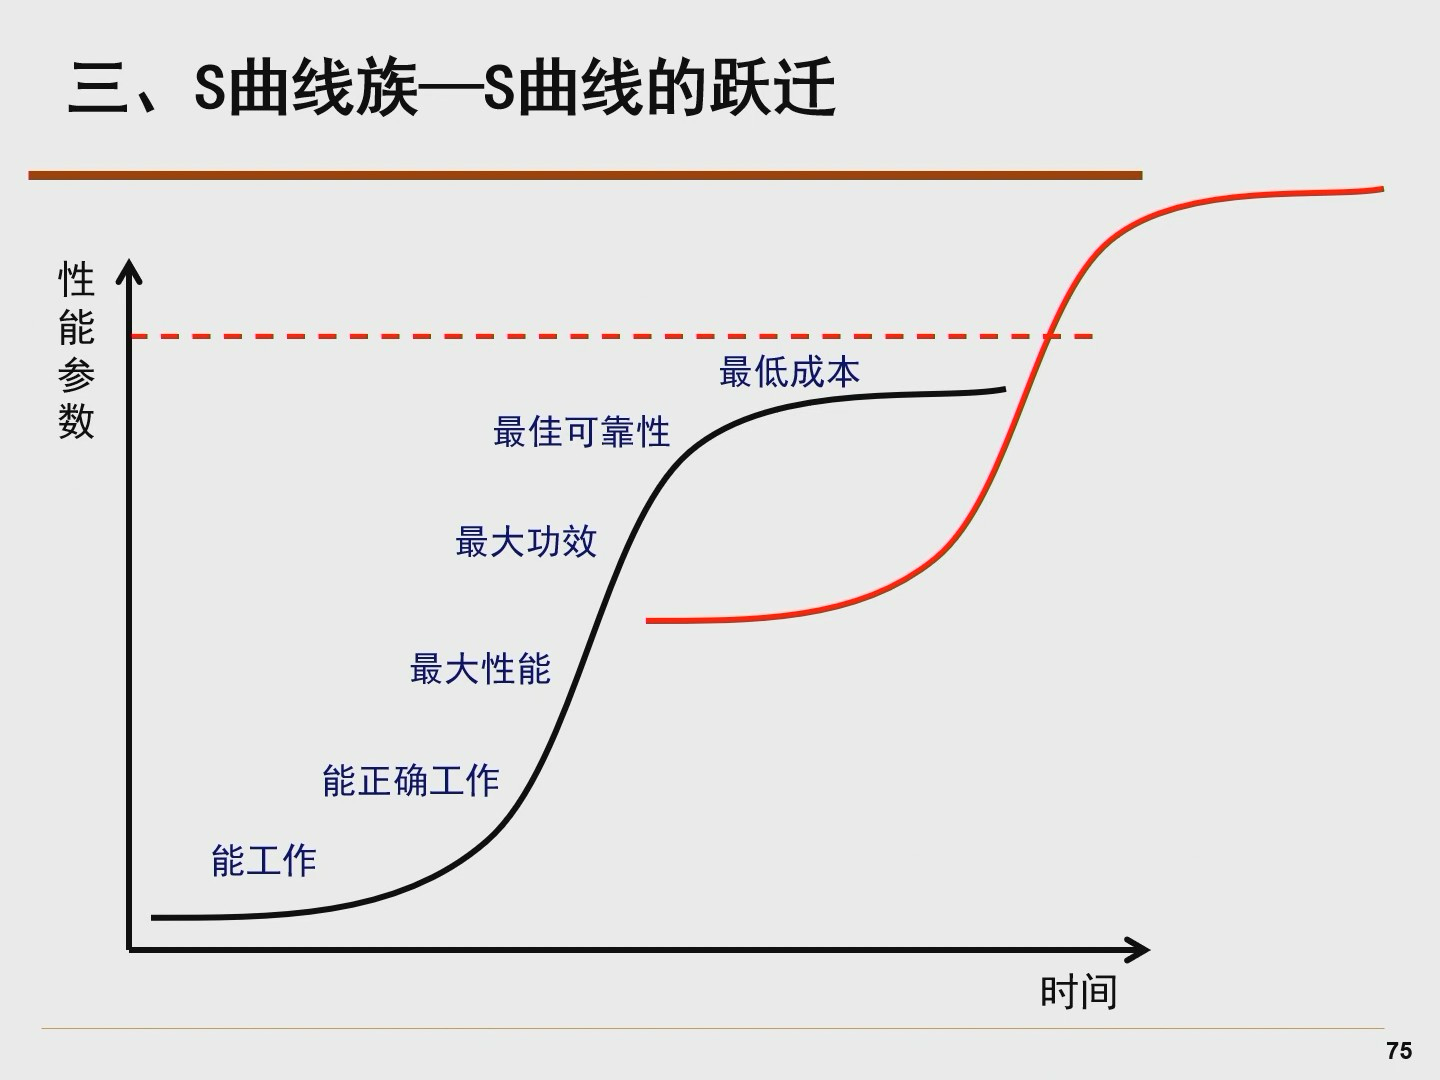 三、S曲线族—S曲线的跃迁
性
能
参
数
最低成本
最佳可靠性
最大功效
最大性能
能正确工作
能工作
时间
75